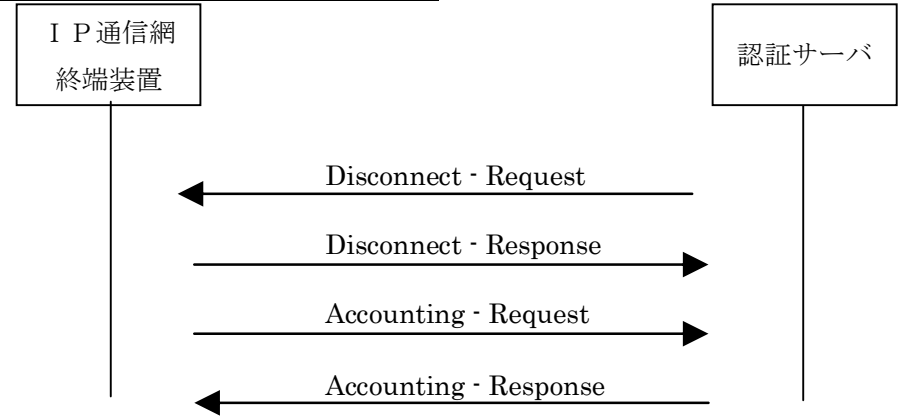 ＩＰ通信網
終端装置
認証サーバ
Disconnect‐Request
Disconnect‐Response
Accounting‐Request
Accounting‐Response